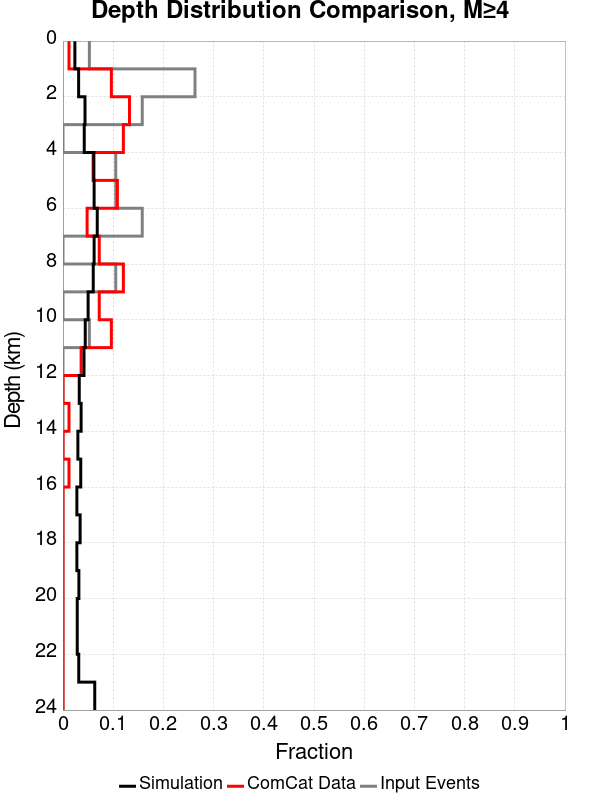 Depth Distribution Comparison, M≥4
0
2
4
6
8
10
12
14
16
18
20
22
24
Depth (km)
0 0.1 0.2 0.3 0.4 0.5 0.6 0.7 0.8 0.9 1
Fraction
Simulation ComCat Data Input Events